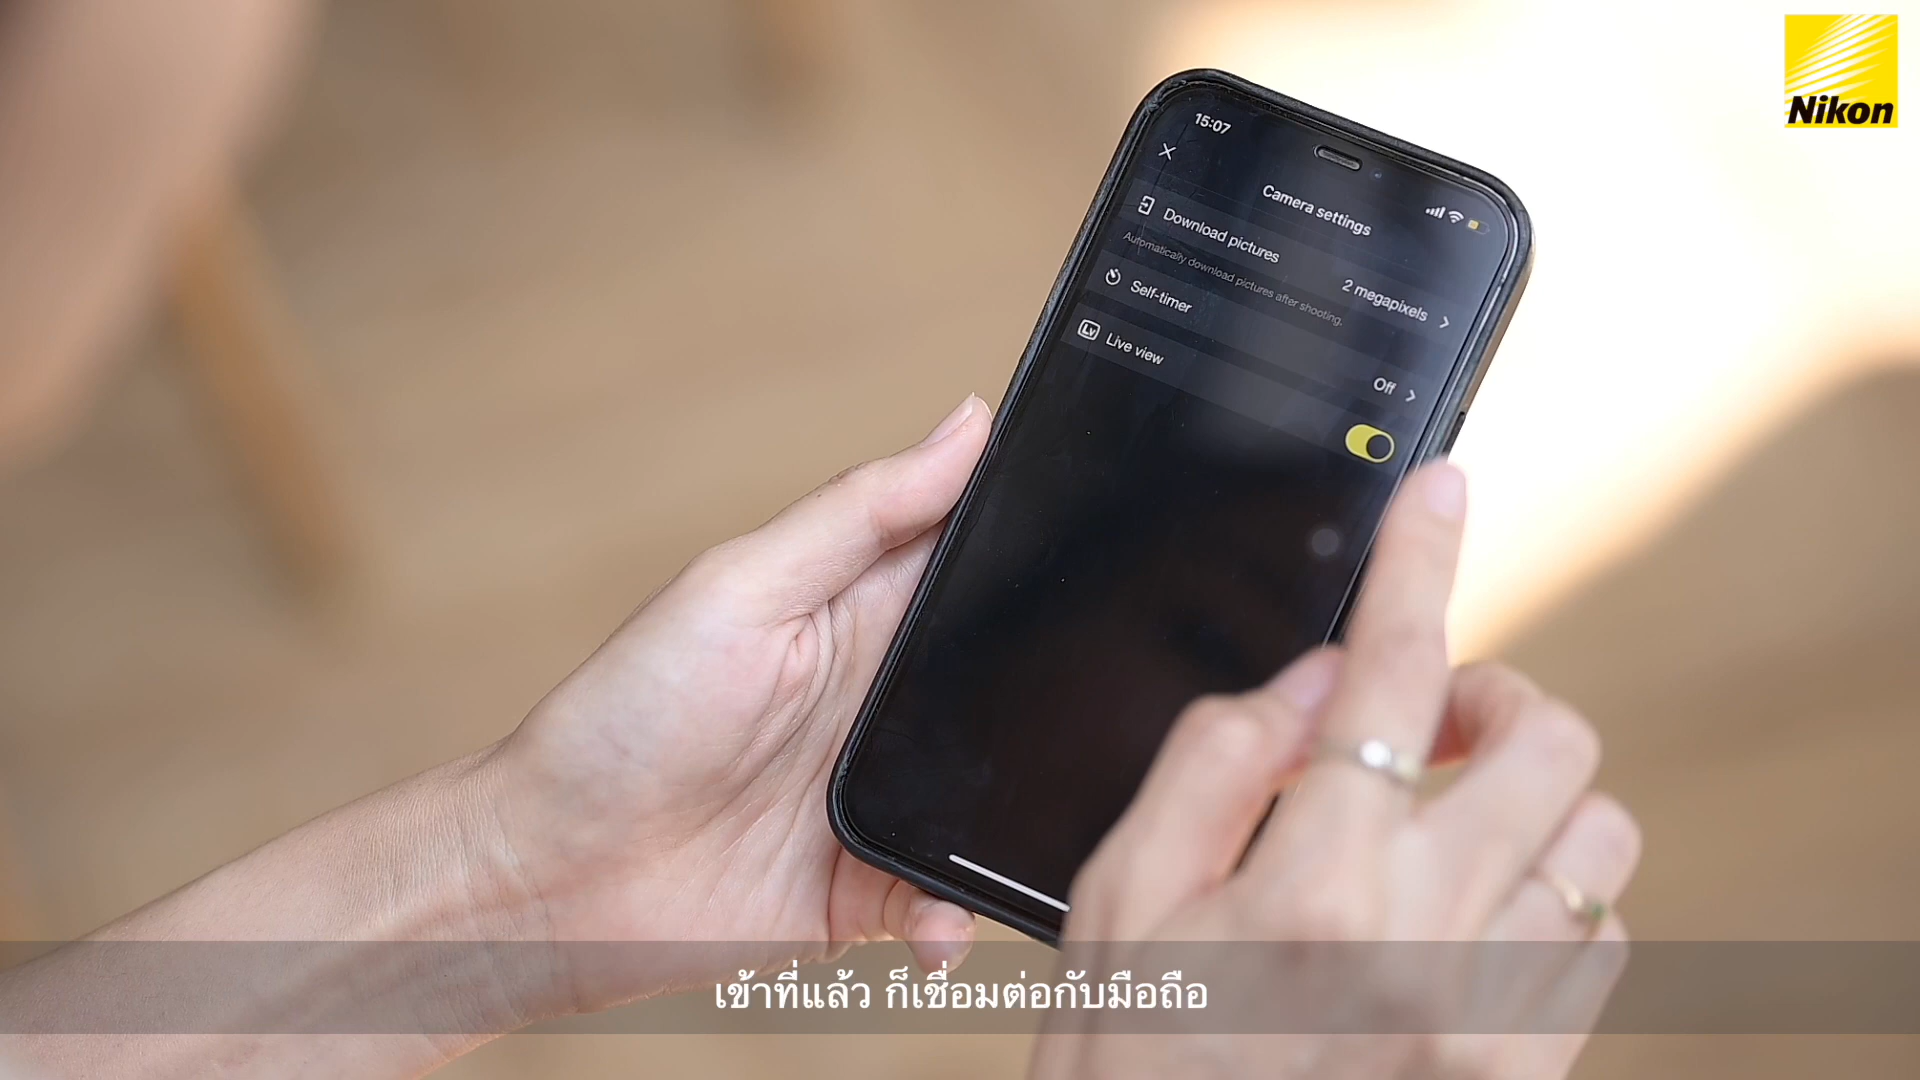 Nikon
15:07
Camera settings
Download pictures
2 megapixels
Automatically download pictures after shooting.
Self-timer
Off
Lv Live view
เข้าที่แล้ว ก็เชื่อมต่อกับมือถือ